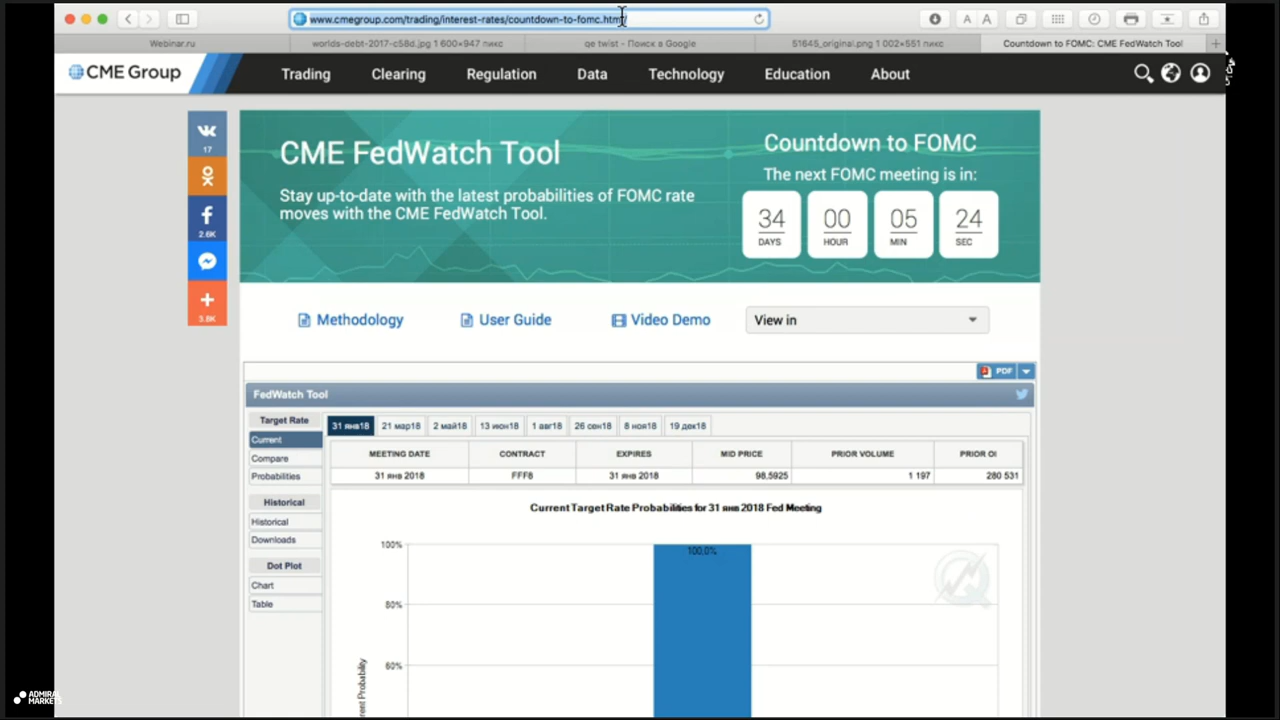 www.cmegroup.com/trading/interest-rates/countdown-to-fomc.html
A A
Webinar.ru
worlds-debt-2017-c58d.jpg 1 600×947 пикс
qe twist - Поиск в Google
51645_original.png 1 002×551 пикс
Countdown to FOMC: CME FedWatch Tool
CME Group
Trading
Clearing
Regulation
Data
Technology
Education
About
17
2.6K
3.8K
CME FedWatch Tool
Stay up-to-date with the latest probabilities of FOMC rate
moves with the CME FedWatch Tool.
Countdown to FOMC
The next FOMC meeting is in:
34 00 05 24
DAYS HOUR MIN SEC
Methodology
User Guide
Video Demo
View in
PDF
FedWatch Tool
Target Rate
Current
Compare
Probabilities
Historical
Historical
Downloads
Dot Plot
Chart
Table
31 янв18 21 мар18 2 май18 13 июн18 1 авг18 26 сен18 8 ноя18 19 дек18
MEETING DATE CONTRACT EXPIRES MID PRICE PRIOR VOLUME PRIOR OI
31 янв 2018 FFF8 31 янв 2018 98,5925 1 197 280 531
Current Target Rate Probabilities for 31 янв 2018 Fed Meeting
100%
100,0%
80%
60%
Probability
ADMIRAL
MARKETS